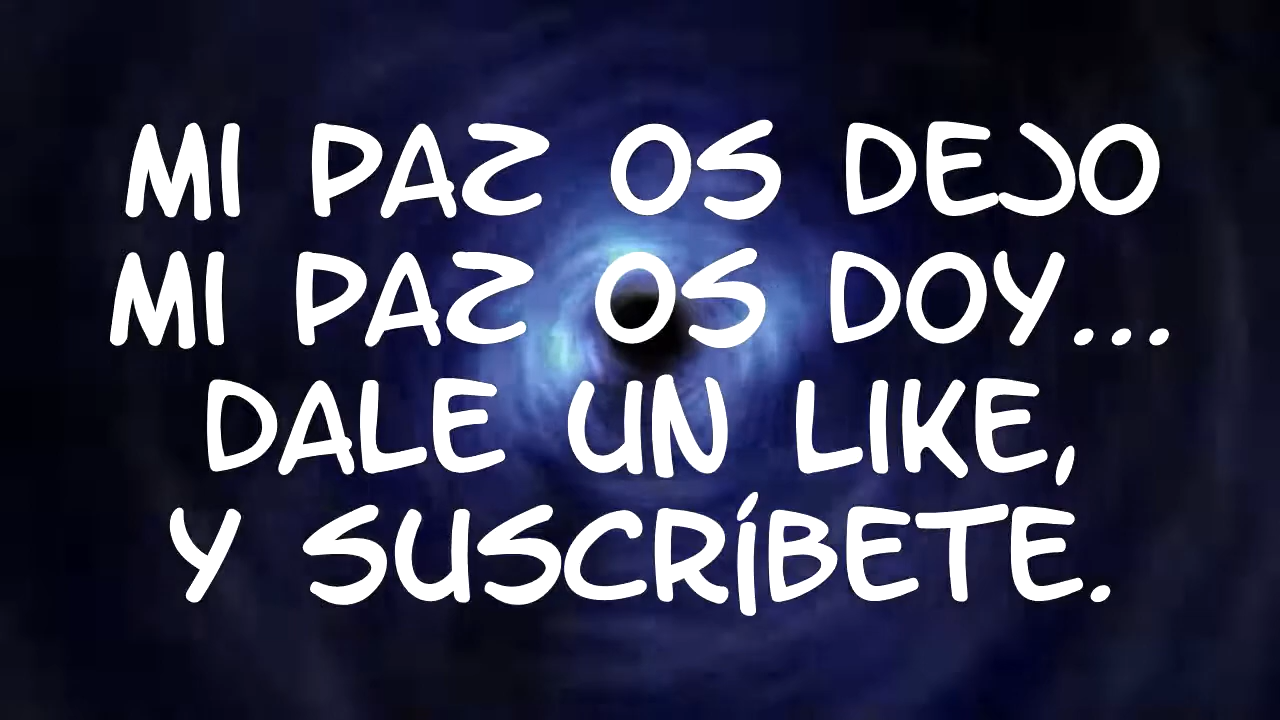 MI PAZ OS DEJO
MI PAZ OS DOY...
DALE UN LIKE,
Y SUSCRÍBETE.